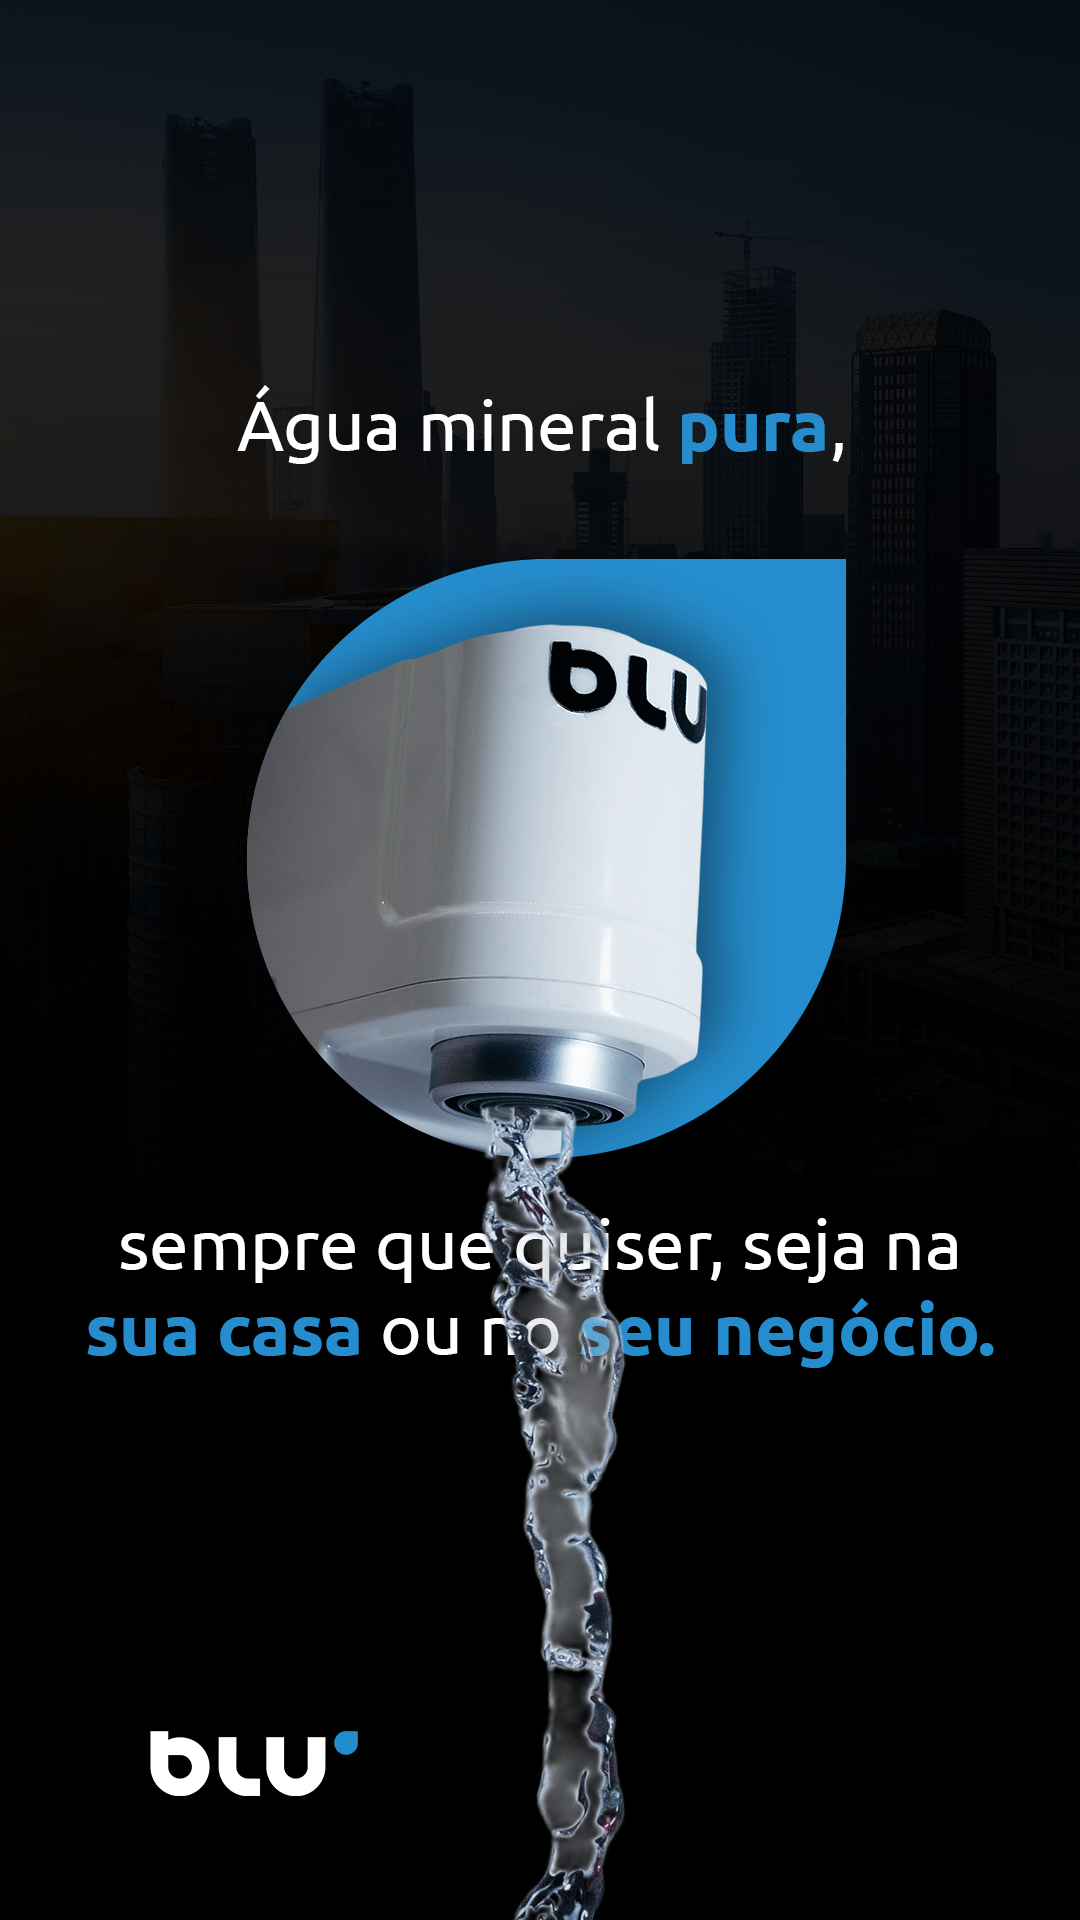 Água mineral pura,
BLU
sempre que quiser, seja na
sua casa ou no seu negócio.
BLU